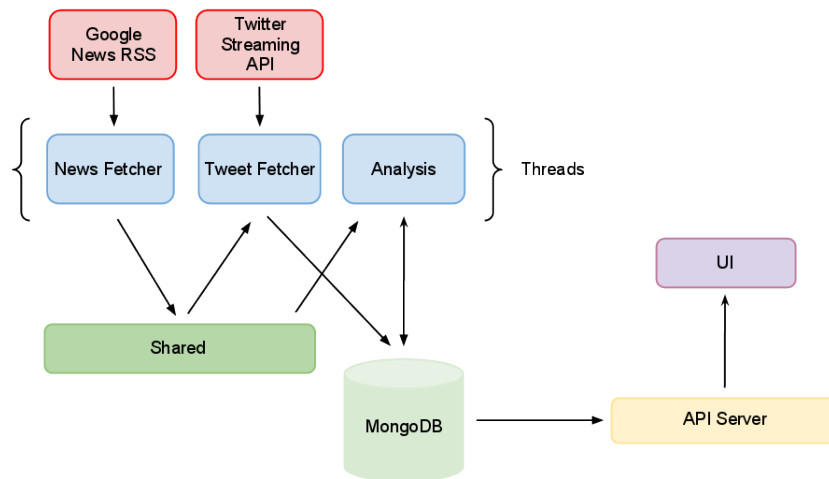 Google
News RSS
Twitter
Streaming
API
News Fetcher
Tweet Fetcher
Analysis
Threads
UI
Shared
MongoDB
API Server